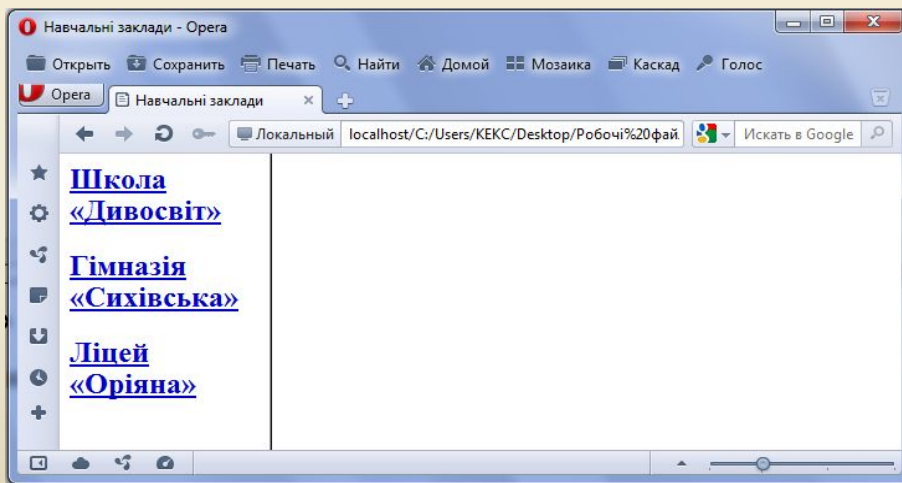 Навчальні заклади - Opera
Открыть Сохранить Печать Найти Домой Мозаика Каскад Голос
Opera Навчальні заклади
Локальный localhost/C:/Users/КЕКС/Desktop/Робочі%20фай Искать в Google
Школа
«Дивосвіт»
Гімназія
«Сихівська»
Ліцей
«Оріяна»